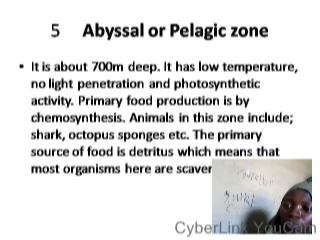 5 Abyssal or Pelagic zone
• It is about 700m deep. It has low temperature,
no light penetration and photosynthetic
activity. Primary food production is by
chemosynthesis. Animals in this zone include;
shark, octopus sponges etc. The primary
source of food is detritus which means that
most organisms here are scaven
CyberLink YouCam